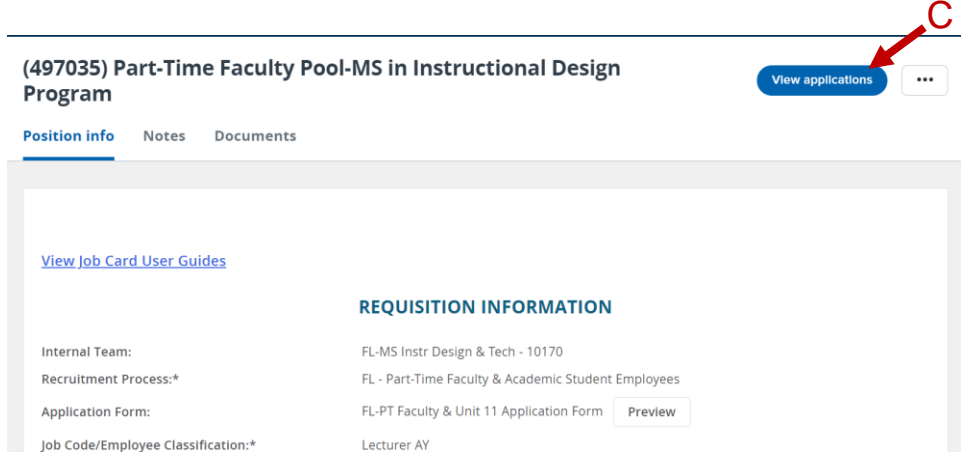 C
(497035) Part-Time Faculty Pool-MS in Instructional Design
Program
View applications
•••
Position info Notes Documents
View Job Card User Guides
REQUISITION INFORMATION
Internal Team: FL-MS Instr Design & Tech - 10170
Recruitment Process:* FL - Part-Time Faculty & Academic Student Employees
Application Form: FL-PT Faculty & Unit 11 Application Form Preview
Job Code/Employee Classification:* Lecturer AY